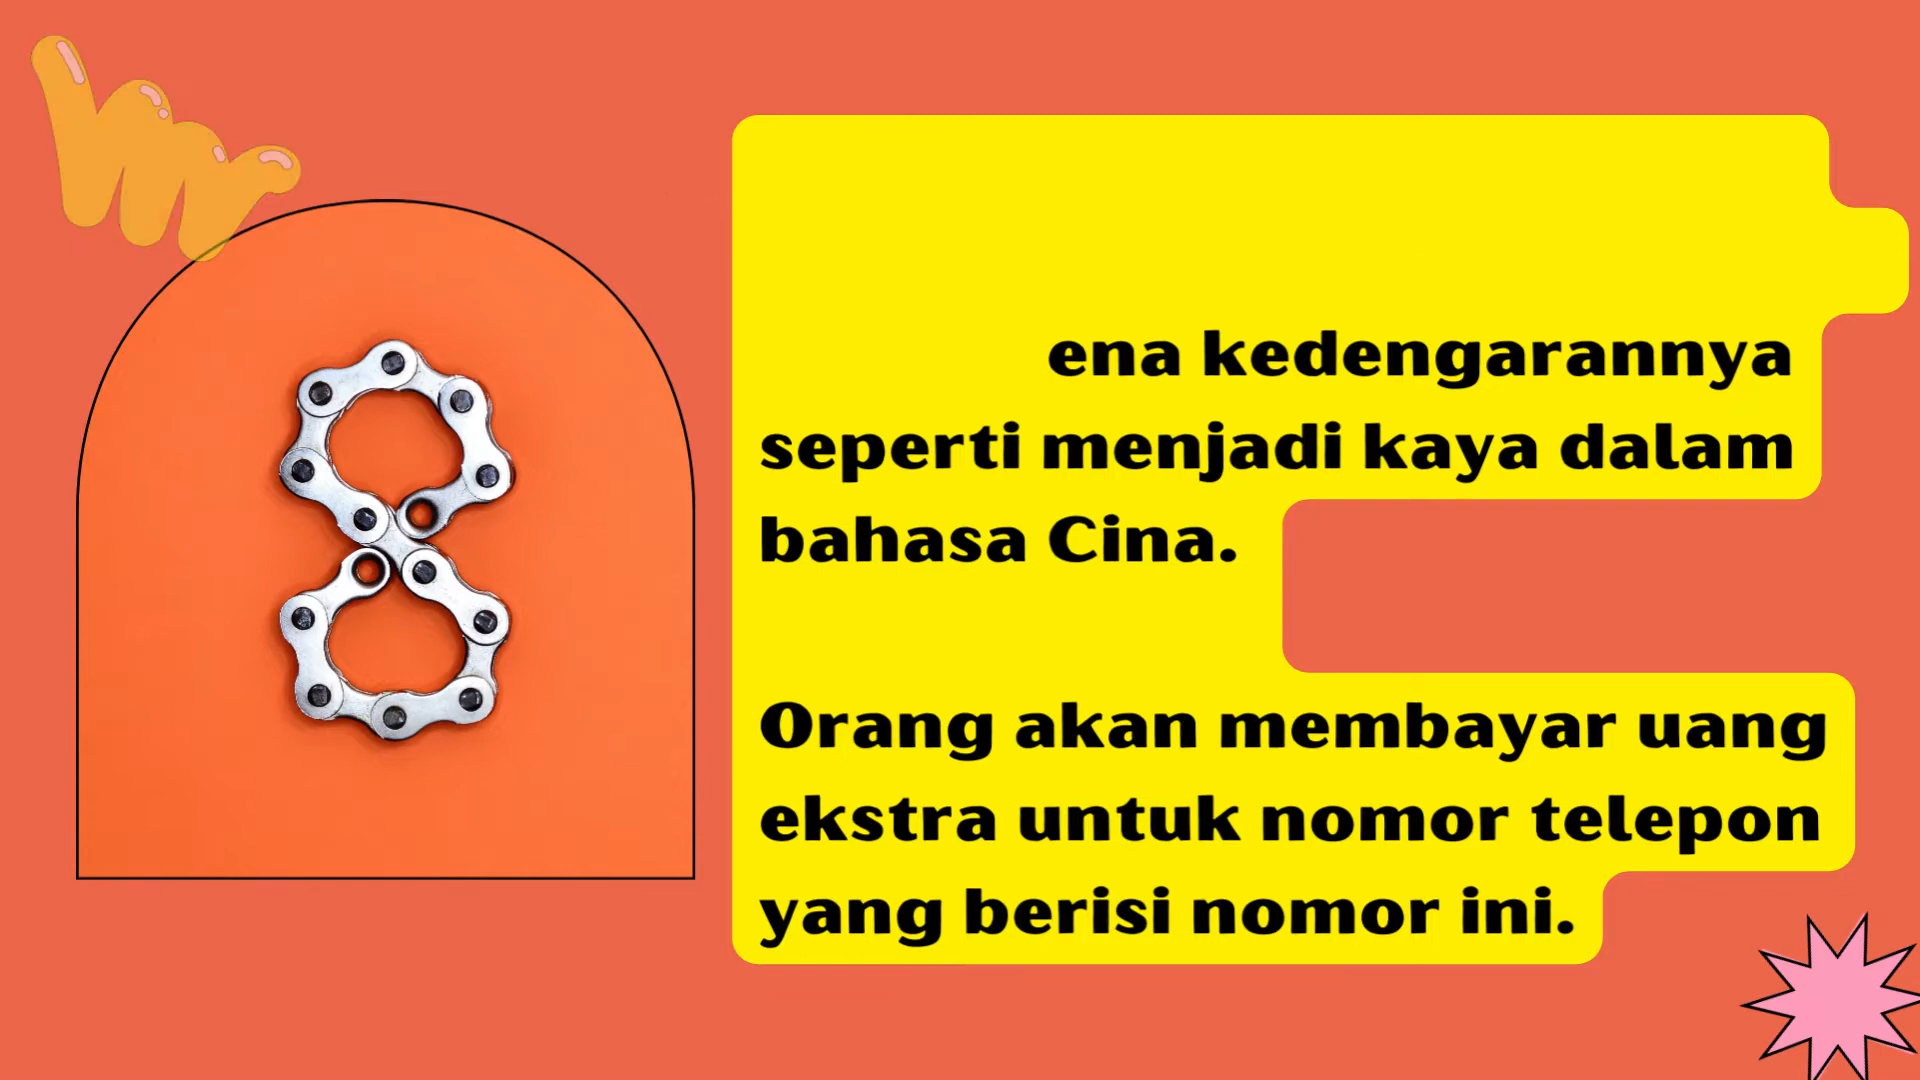 ena kedengarannya
seperti menjadi kaya dalam
bahasa Cina.
Orang akan membayar uang
ekstra untuk nomor telepon
yang berisi nomor ini.